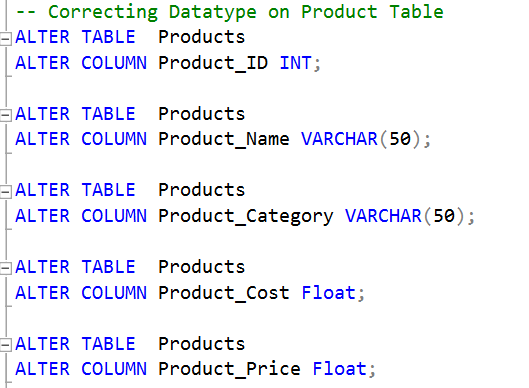 -- Correcting Datatype on Product Table
ALTER TABLE  Products
ALTER COLUMN Product_ID INT;
ALTER TABLE  Products
ALTER COLUMN Product_Name VARCHAR(50);
ALTER TABLE  Products
ALTER COLUMN Product_Category VARCHAR(50);
ALTER TABLE  Products
ALTER COLUMN Product_Cost Float;
ALTER TABLE  Products
ALTER COLUMN Product_Price Float;